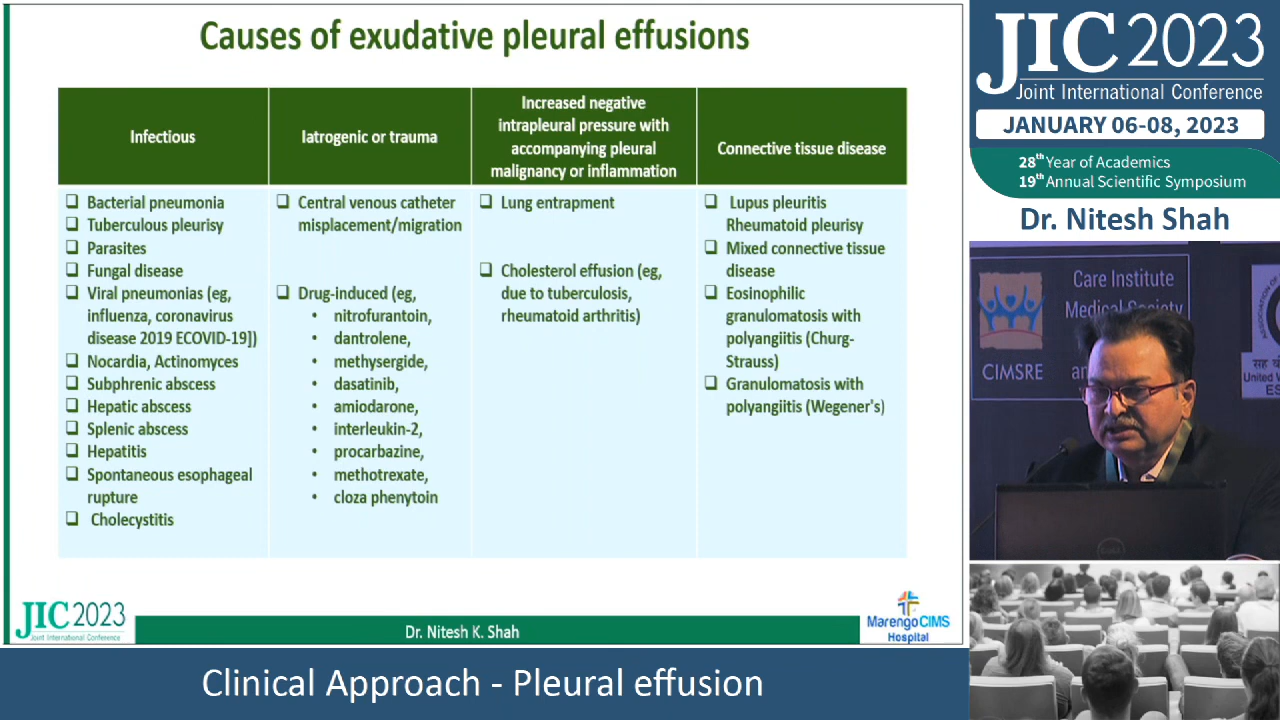 Causes of exudative pleural effusions
Infectious
Bacterial pneumonia
Tuberculous pleurisy
Parasites
Fungal disease
Viral pneumonias (eg,
influenza, coronavirus
disease 2019 ECOVID-19])
Nocardia, Actinomyces
Subphrenic abscess
Hepatic abscess
Splenic abscess
Hepatitis
Spontaneous esophageal
rupture
Cholecystitis
Iatrogenic or trauma
Central venous catheter
misplacement/migration
Drug-induced (eg,
nitrofurantoin,
dantrolene,
methysergide,
dasatinib,
amiodarone,
interleukin-2,
procarbazine,
methotrexate,
cloza phenytoin
Increased negative
intrapleural pressure with
accompanying pleural
malignancy or inflammation
Lung entrapment
Cholesterol effusion (eg,
due to tuberculosis,
rheumatoid arthritis)
Connective tissue disease
Lupus pleuritis
Rheumatoid pleurisy
Mixed connective tissue
disease
Eosinophilic
granulomatosis with
polyangiitis (Churg-
Strauss)
Granulomatosis with
polyangiitis (Wegener's)
JIC 2023
Joint International Conference
Dr. Nitesh K. Shah
Marengo CIMS
Hospital
Clinical Approach - Pleural effusion
JIC 2023
Joint International Conference
JANUARY 06-08, 2023
28th Year of Academics
19th Annual Scientific Symposium
Dr. Nitesh Shah
Care Institute
Medical Society
CIMSRE
United
DELL